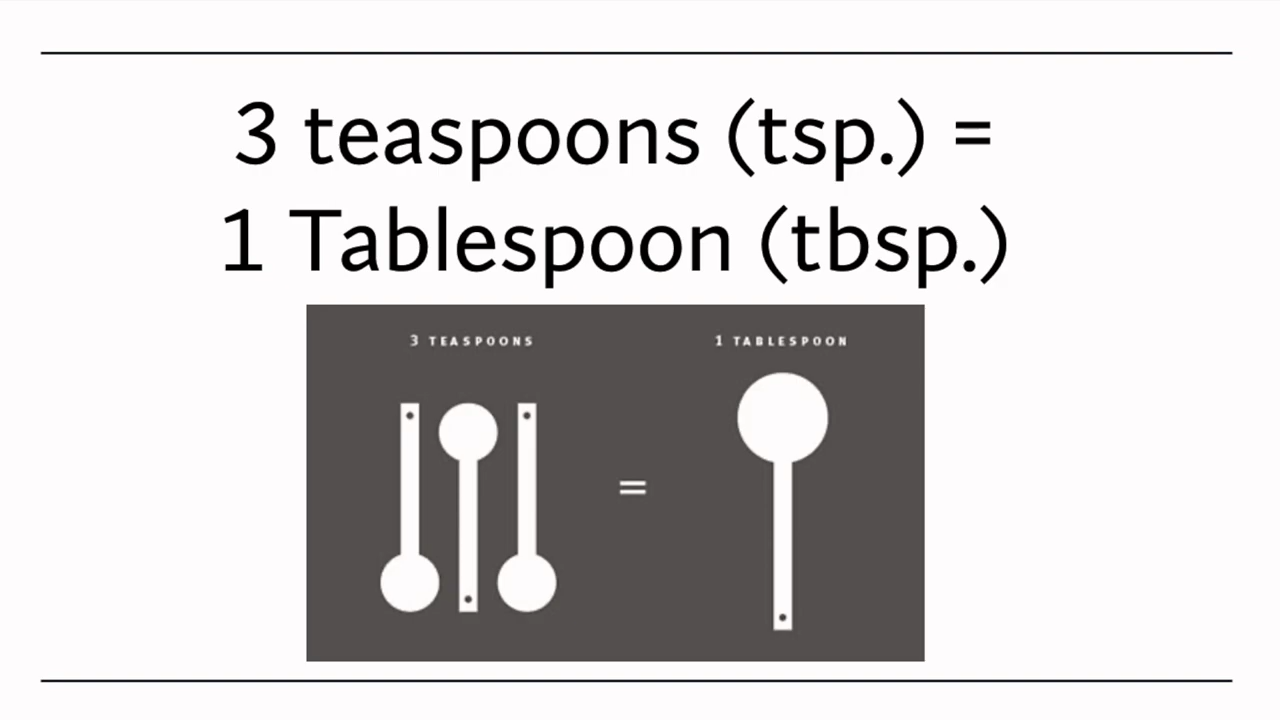 3 teaspoons (tsp.) =
1 Tablespoon (tbsp.)
3 TEASPOONS
1 TABLESPOON
=